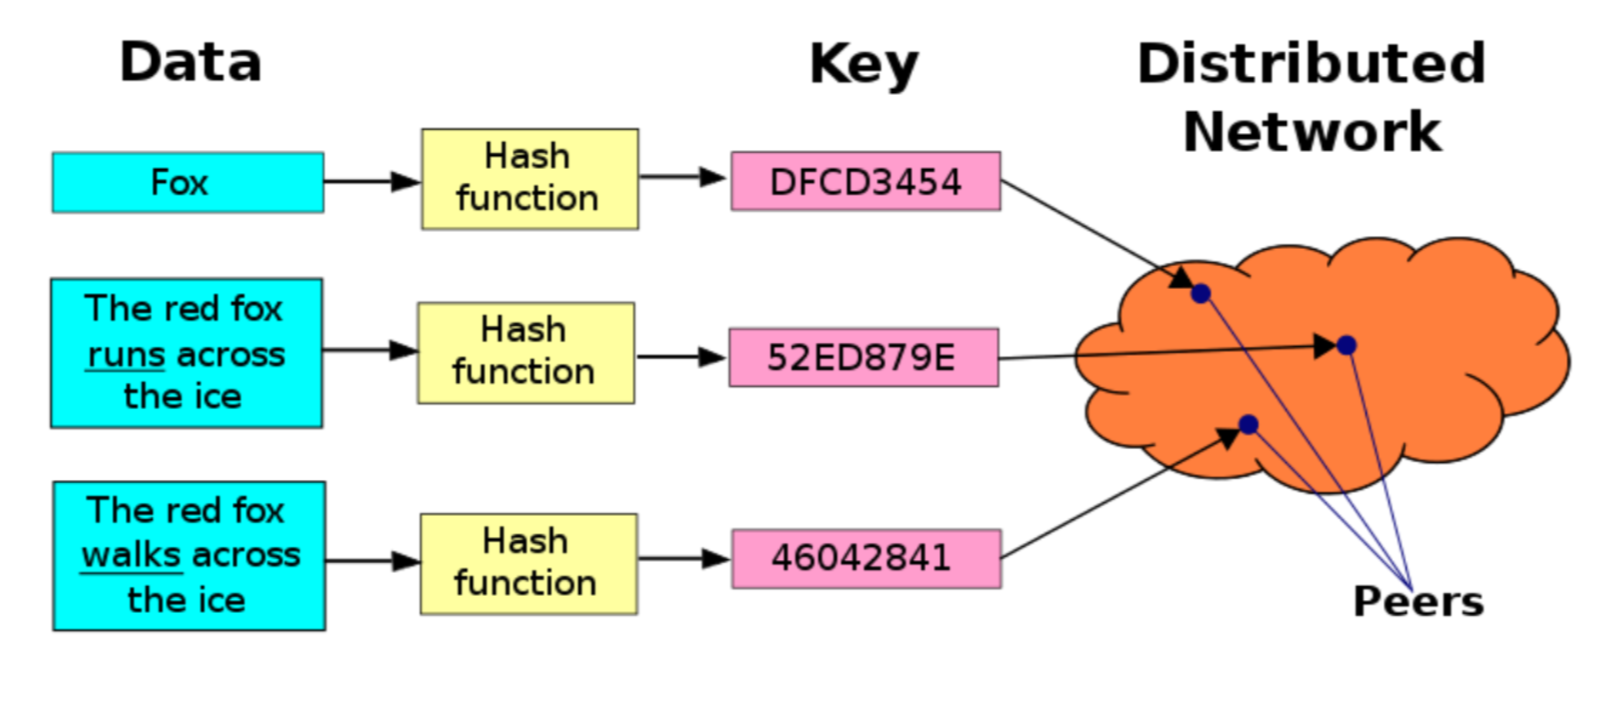 Data
Key
Distributed
Network
Fox
Hash
function
DFCD3454
The red fox
runs across
the ice
Hash
function
52ED879E
The red fox
walks across
the ice
Hash
function
46042841
Peers